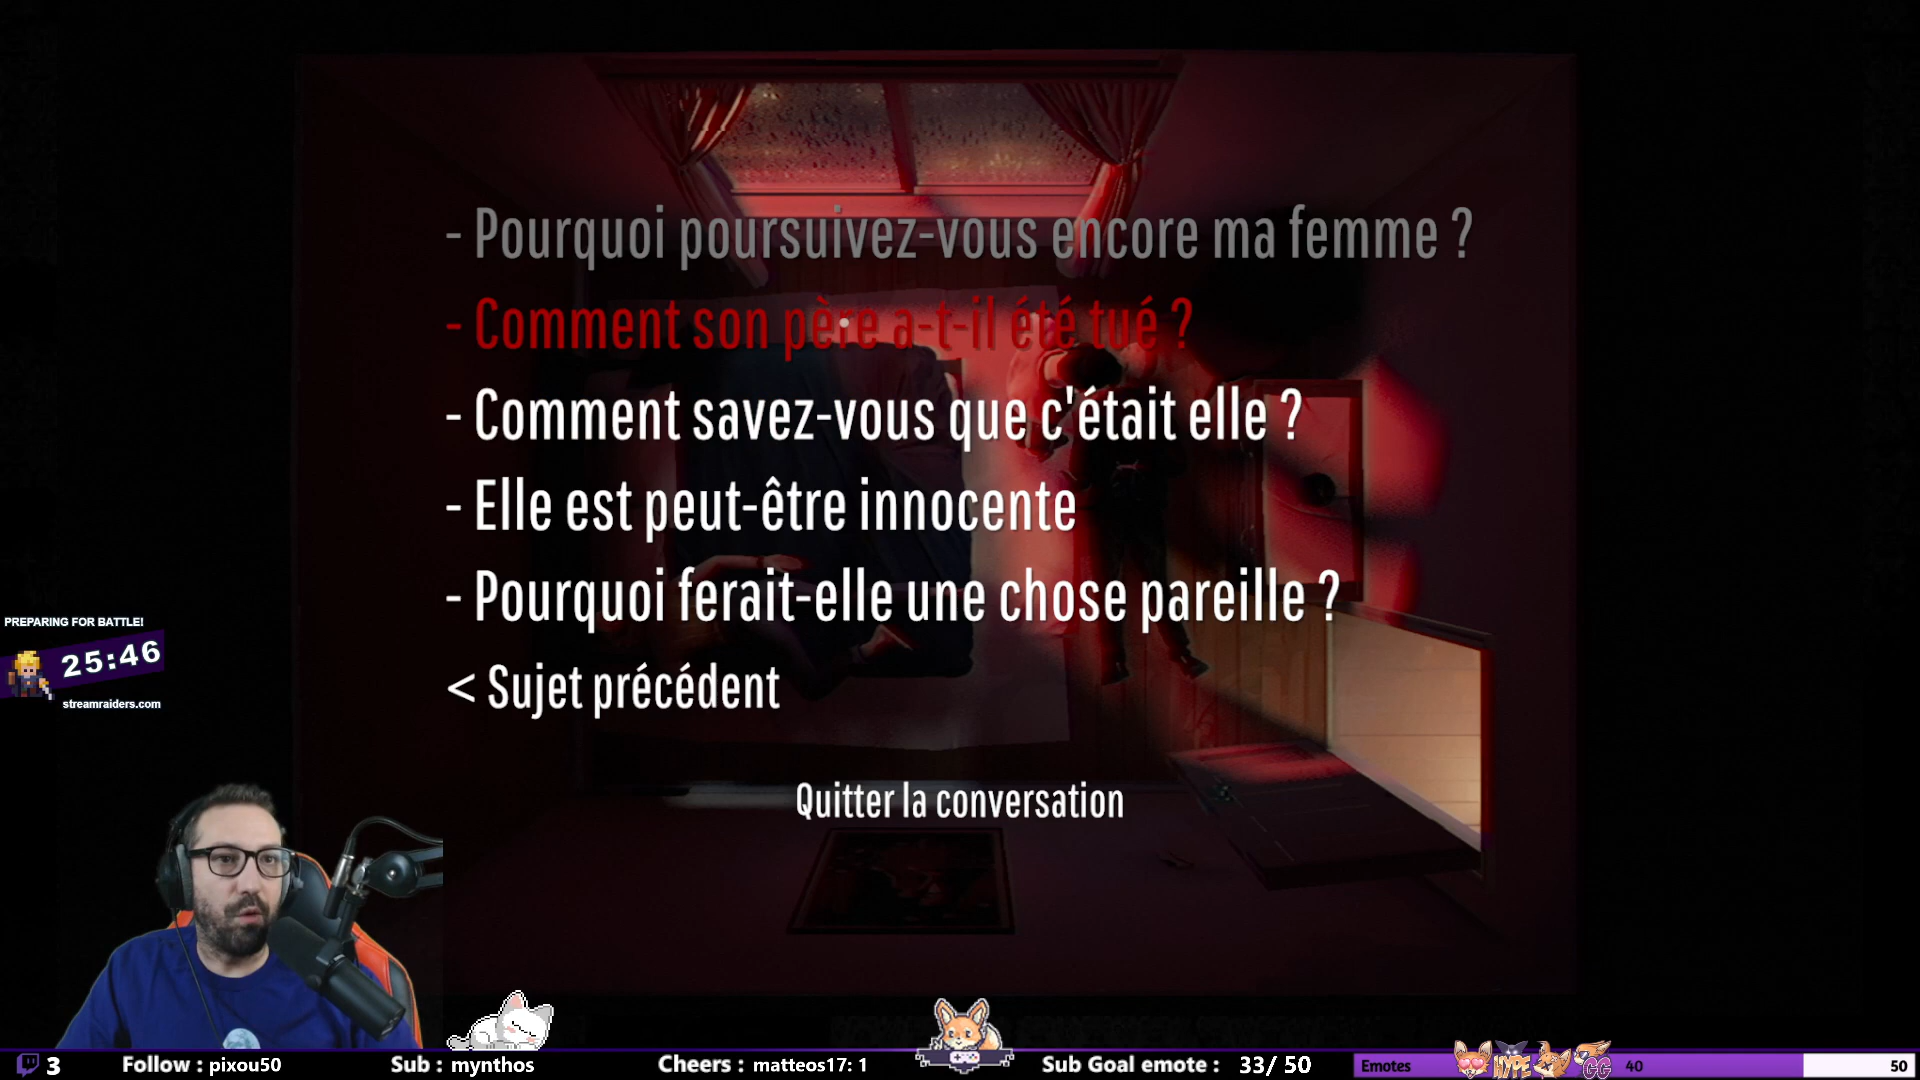 - Pourquoi poursuivez-vous encore ma femme ?
- Comment son père a-t-il été tué ?
- Comment savez-vous que c'était elle ?
- Elle est peut-être innocente
- Pourquoi ferait-elle une chose pareille ?
< Sujet précédent
Quitter la conversation
PREPARING FOR BATTLE!
25:46
streamraiders.com
3 Follow : pixou50 Sub : mynthos Cheers : matteos17: 1 Sub Goal emote : 33/ 50 Emotes HYPE GG 40 50